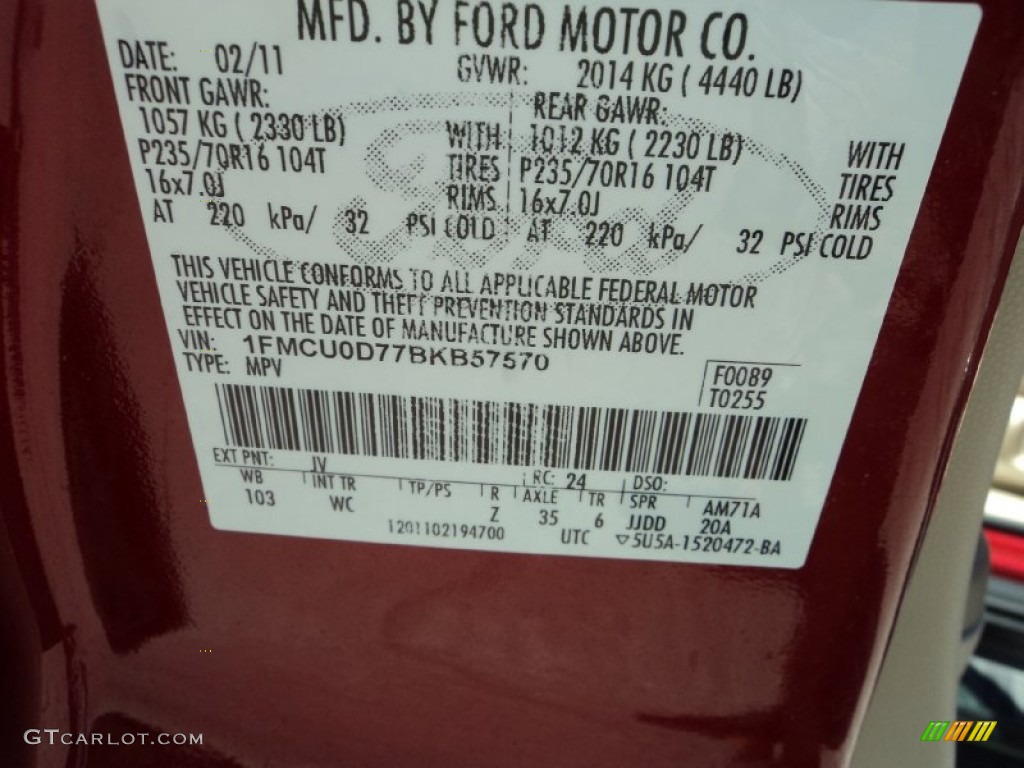 MFD. BY FORD MOTOR CO.
DATE: 02/11 GVWR: 2014 KG ( 4440 LB)
FRONT GAWR: REAR GAWR:
1057 KG ( 2330 LB) WITH 1012 KG ( 2230 LB) WITH
P235/70R16 104T TIRES P235/70R16 104T TIRES
16x7.0J RIMS 16x7.0J RIMS
AT 220 kPa/ 32 PSI COLD AT 220 kPa/ 32 PSI COLD
THIS VEHICLE CONFORMS TO ALL APPLICABLE FEDERAL MOTOR
VEHICLE SAFETY AND THEFT PREVENTION STANDARDS IN
EFFECT ON THE DATE OF MANUFACTURE SHOWN ABOVE.
VIN: 1FMCU0D77BKB57570
TYPE: MPV
F0089
T0255
EXT PNT: JV RC: 24 DSO:
WB INT TR TP/PS R AXLE TR SPR AM71A
103 WC Z 35 6 JJDD 20A
1201102194700 UTC ▽5U5A-1520472-BA
Ford
GTCARLOT.COM